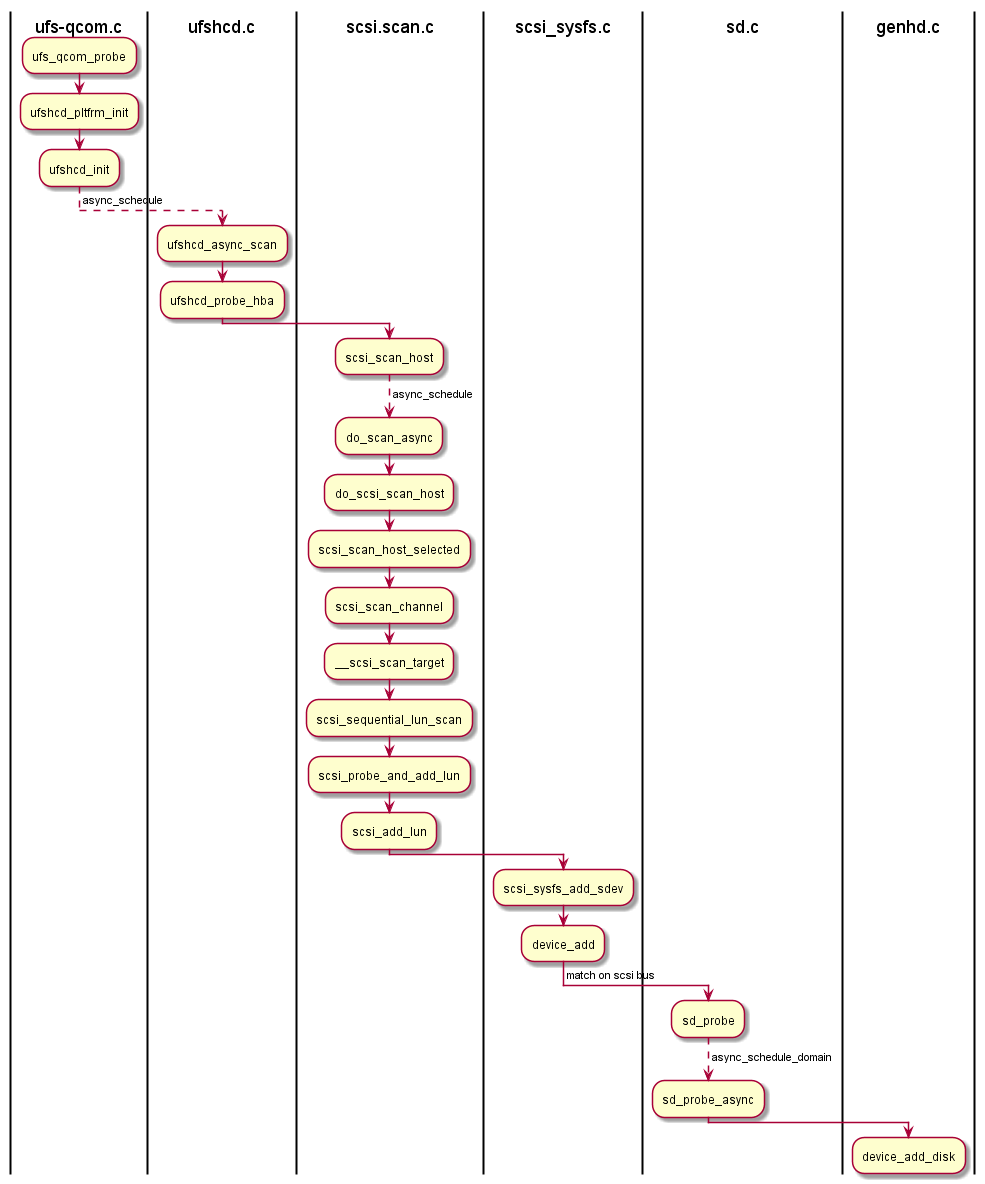 ufs-qcom.c
ufshcd.c
scsi.scan.c
scsi_sysfs.c
sd.c
genhd.c
ufs_qcom_probe
ufshcd_pltfrm_init
ufshcd_init
async_schedule
ufshcd_async_scan
ufshcd_probe_hba
scsi_scan_host
async_schedule
do_scan_async
do_scsi_scan_host
scsi_scan_host_selected
scsi_scan_channel
__scsi_scan_target
scsi_sequential_lun_scan
scsi_probe_and_add_lun
scsi_add_lun
scsi_sysfs_add_sdev
device_add
match on scsi bus
sd_probe
async_schedule_domain
sd_probe_async
device_add_disk